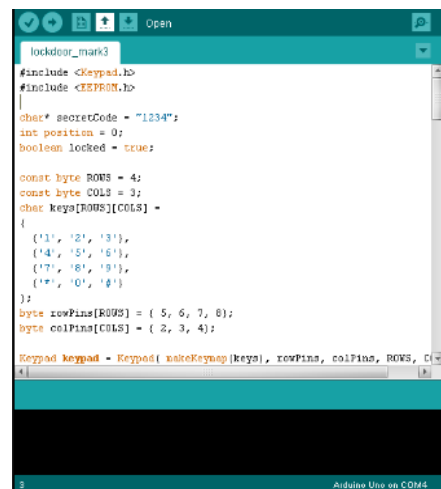 Open
lockdoor_mark3
#include <Keypad.h>
#include <EEPROM.h>
char* secretCode = "1234";
int position = 0;
boolean locked = true;
const byte ROWS = 4;
const byte COLS = 3;
char keys[ROWS][COLS] =
{
{'1', '2', '3'},
{'4', '5', '6'},
{'7', '8', '9'},
{'*', '0', '#'}
};
byte rowPins[ROWS] = { 5, 6, 7, 8};
byte colPins[COLS] = { 2, 3, 4};
Keypad keypad = Keypad( makeKeymap(keys), rowPins, colPins, ROWS, C
3
Arduino Uno on COM4